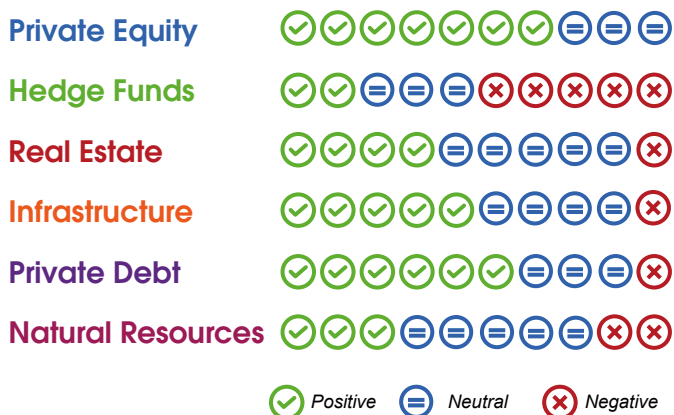 Private Equity
Hedge Funds
Real Estate
Infrastructure
Private Debt
Natural Resources
Positive Neutral Negative